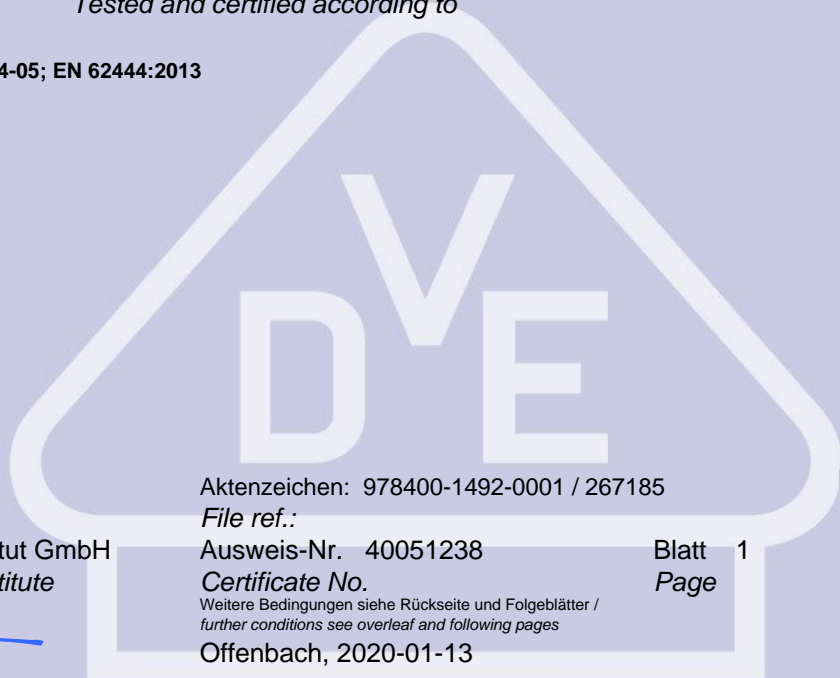 Tested and certified according to
4-05; EN 62444:2013
VDE
Aktenzeichen: 978400-1492-0001 / 267185
File ref.:
tut GmbH Ausweis-Nr. 40051238 Blatt 1
titute Certificate No. Page
Weitere Bedingungen siehe Rückseite und Folgeblätter /
further conditions see overleaf and following pages
Offenbach, 2020-01-13